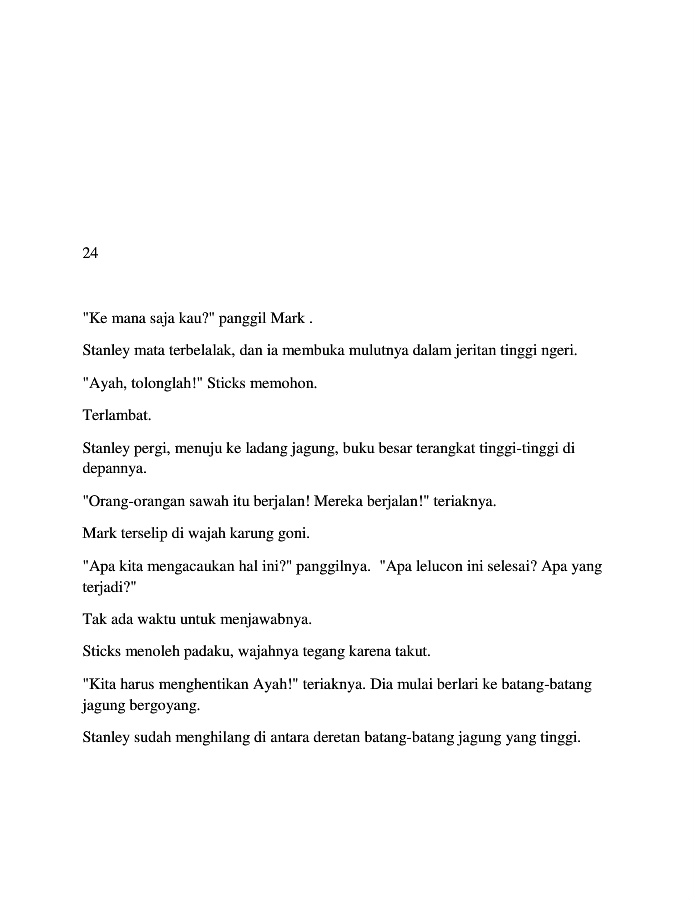 24
"Ke mana saja kau?" panggil Mark .
Stanley mata terbelalak, dan ia membuka mulutnya dalam jeritan tinggi ngeri.
"Ayah, tolonglah!" Sticks memohon.
Terlambat.
Stanley pergi, menuju ke ladang jagung, buku besar terangkat tinggi-tinggi di
depannya.
"Orang-orangan sawah itu berjalan! Mereka berjalan!" teriaknya.
Mark terselip di wajah karung goni.
"Apa kita mengacaukan hal ini?" panggilnya.  "Apa lelucon ini selesai? Apa yang
terjadi?"
Tak ada waktu untuk menjawabnya.
Sticks menoleh padaku, wajahnya tegang karena takut.
"Kita harus menghentikan Ayah!" teriaknya. Dia mulai berlari ke batang-batang
jagung bergoyang.
Stanley sudah menghilang di antara deretan batang-batang jagung yang tinggi.